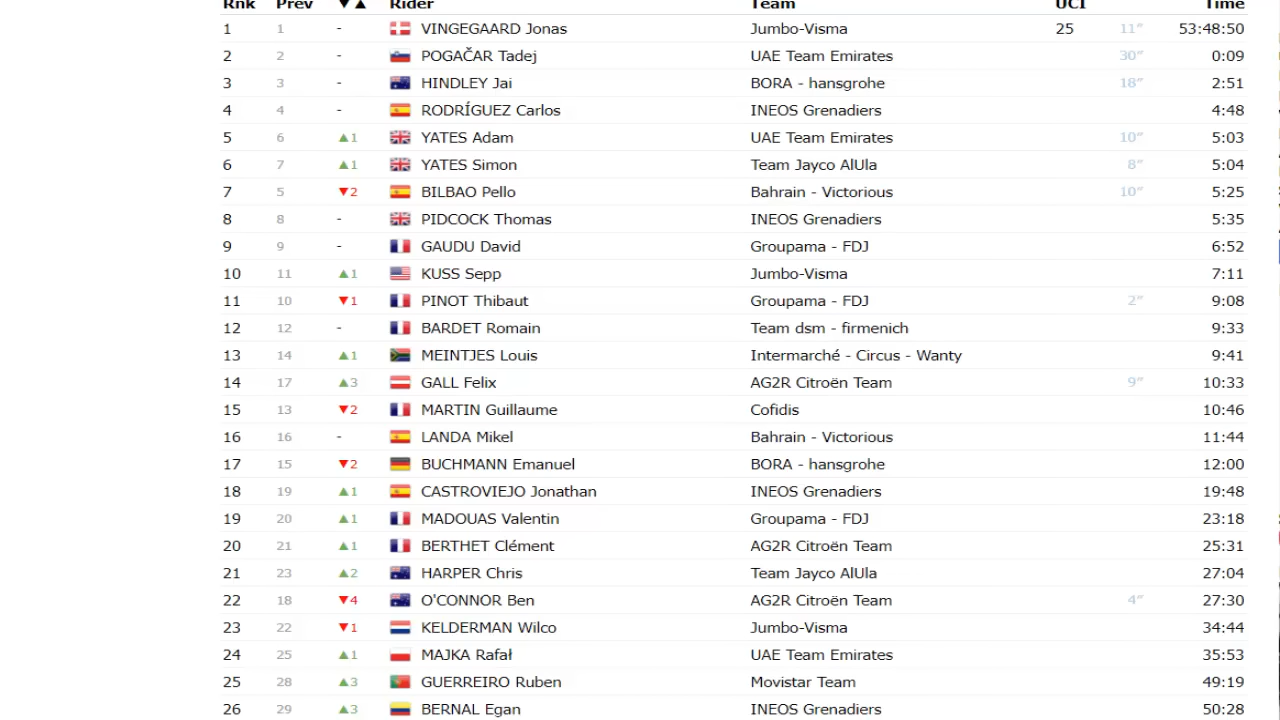 Rnk Prev ▼▲ Rider Team UCI Time
1 1 - VINGEGAARD Jonas Jumbo-Visma 25 11″ 53:48:50
2 2 - POGAČAR Tadej UAE Team Emirates 30″ 0:09
3 3 - HINDLEY Jai BORA - hansgrohe 18″ 2:51
4 4 - RODRÍGUEZ Carlos INEOS Grenadiers 4:48
5 6 ▲1 YATES Adam UAE Team Emirates 10″ 5:03
6 7 ▲1 YATES Simon Team Jayco AlUla 8″ 5:04
7 5 ▼2 BILBAO Pello Bahrain - Victorious 10″ 5:25
8 8 - PIDCOCK Thomas INEOS Grenadiers 5:35
9 9 - GAUDU David Groupama - FDJ 6:52
10 11 ▲1 KUSS Sepp Jumbo-Visma 7:11
11 10 ▼1 PINOT Thibaut Groupama - FDJ 2″ 9:08
12 12 - BARDET Romain Team dsm - firmenich 9:33
13 14 ▲1 MEINTJES Louis Intermarché - Circus - Wanty 9:41
14 17 ▲3 GALL Felix AG2R Citroën Team 9″ 10:33
15 13 ▼2 MARTIN Guillaume Cofidis 10:46
16 16 - LANDA Mikel Bahrain - Victorious 11:44
17 15 ▼2 BUCHMANN Emanuel BORA - hansgrohe 12:00
18 19 ▲1 CASTROVIEJO Jonathan INEOS Grenadiers 19:48
19 20 ▲1 MADOUAS Valentin Groupama - FDJ 23:18
20 21 ▲1 BERTHET Clément AG2R Citroën Team 25:31
21 23 ▲2 HARPER Chris Team Jayco AlUla 27:04
22 18 ▼4 O'CONNOR Ben AG2R Citroën Team 4″ 27:30
23 22 ▼1 KELDERMAN Wilco Jumbo-Visma 34:44
24 25 ▲1 MAJKA Rafał UAE Team Emirates 35:53
25 28 ▲3 GUERREIRO Ruben Movistar Team 49:19
26 29 ▲3 BERNAL Egan INEOS Grenadiers 50:28